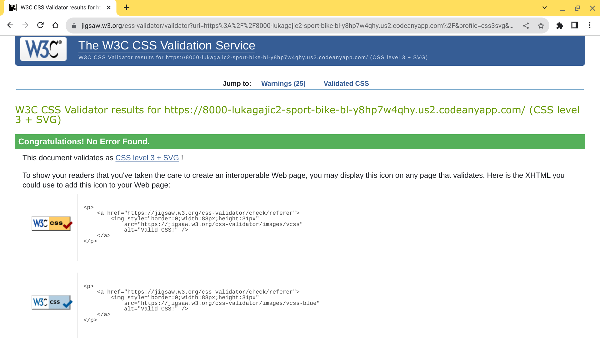 W3C CSS Validator results for h
jigsaw.w3.org/css-validator/validator?uri=https%3A%2F%2F8000-lukagajic2-sport-bike-bl-y8hp7w4qhy.us2.codeanyapp.com%2F&profile=css3svg&...
W3C®
The W3C CSS Validation Service
W3C CSS Validator results for https://8000-lukagajic2-sport-bike-bl-y8hp7w4qhy.us2.codeanyapp.com/ (CSS level 3 + SVG)
Jump to: Warnings (25) Validated CSS
W3C CSS Validator results for https://8000-lukagajic2-sport-bike-bl-y8hp7w4qhy.us2.codeanyapp.com/ (CSS level
3 + SVG)
Congratulations! No Error Found.
This document validates as CSS level 3 + SVG !
To show your readers that you've taken the care to create an interoperable Web page, you may display this icon on any page that validates. Here is the XHTML you
could use to add this icon to your Web page:
W3C css
<p>
<a href="https://jigsaw.w3.org/css-validator/check/referer">
<img style="border:0;width:88px;height:31px"
src="https://jigsaw.w3.org/css-validator/images/vcss"
alt="Valid CSS!" />
</a>
</p>
W3C css
<p>
<a href="https://jigsaw.w3.org/css-validator/check/referer">
<img style="border:0;width:88px;height:31px"
src="https://jigsaw.w3.org/css-validator/images/vcss-blue"
alt="Valid CSS!" />
</a>
</p>